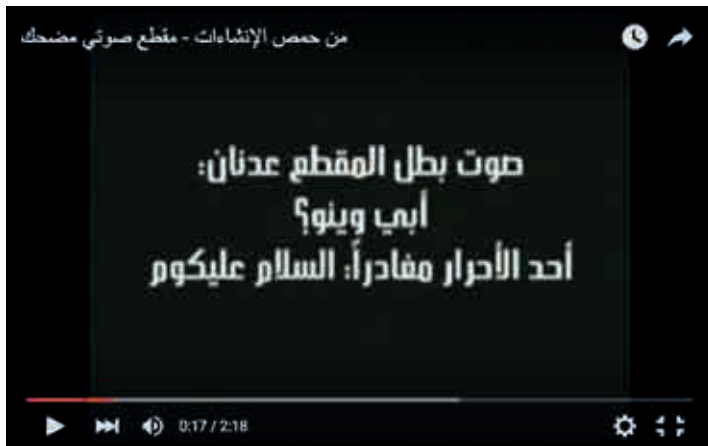 من حمص الإنشاءات - مقطع صوتي مضحك
صوت بطل المقطع عدنان:
أبي وينو؟
أحد الأحرار مغادراً: السلام عليكوم
0:17 / 2:18